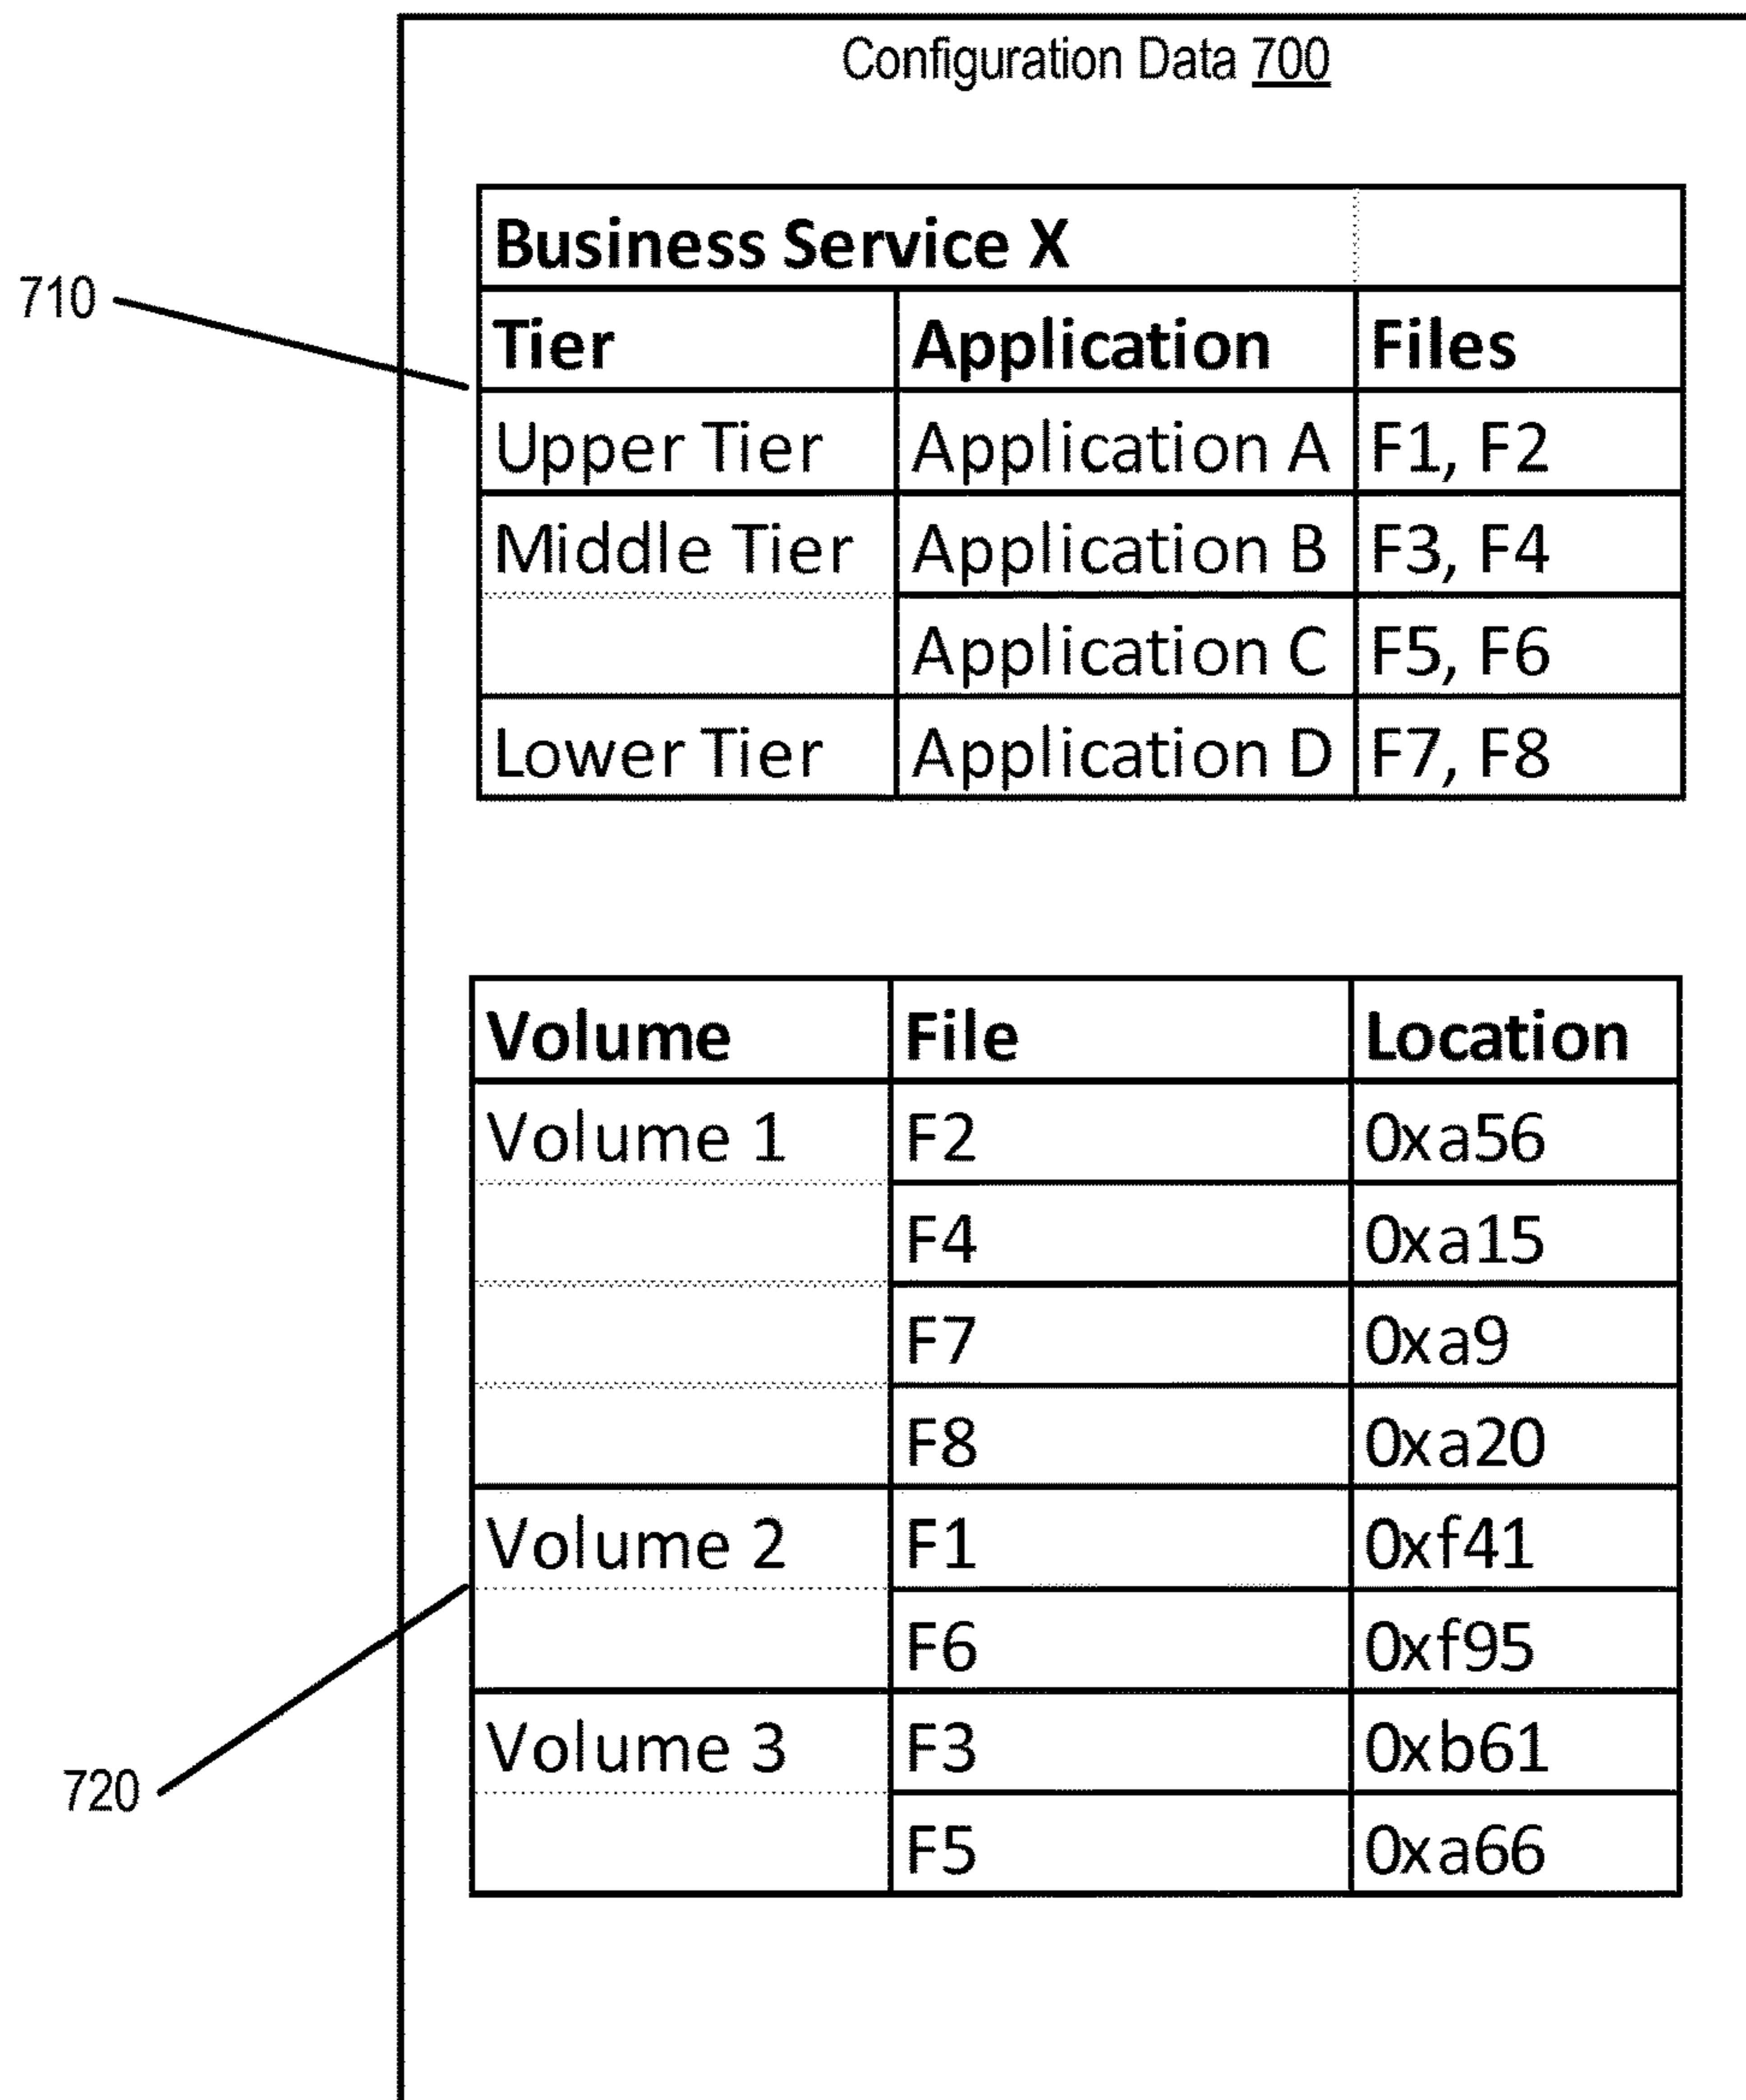 Configuration Data 700
Business Service X
710
Tier Application Files
Upper Tier Application A F1, F2
Middle Tier Application B F3, F4
Application C F5, F6
Lower Tier Application D F7, F8
Volume File Location
Volume 1 F2 0xa56
F4 0xa15
F7 0xa9
F8 0xa20
Volume 2 F1 0xf41
F6 0xf95
Volume 3 F3 0xb61
720
F5 0xa66